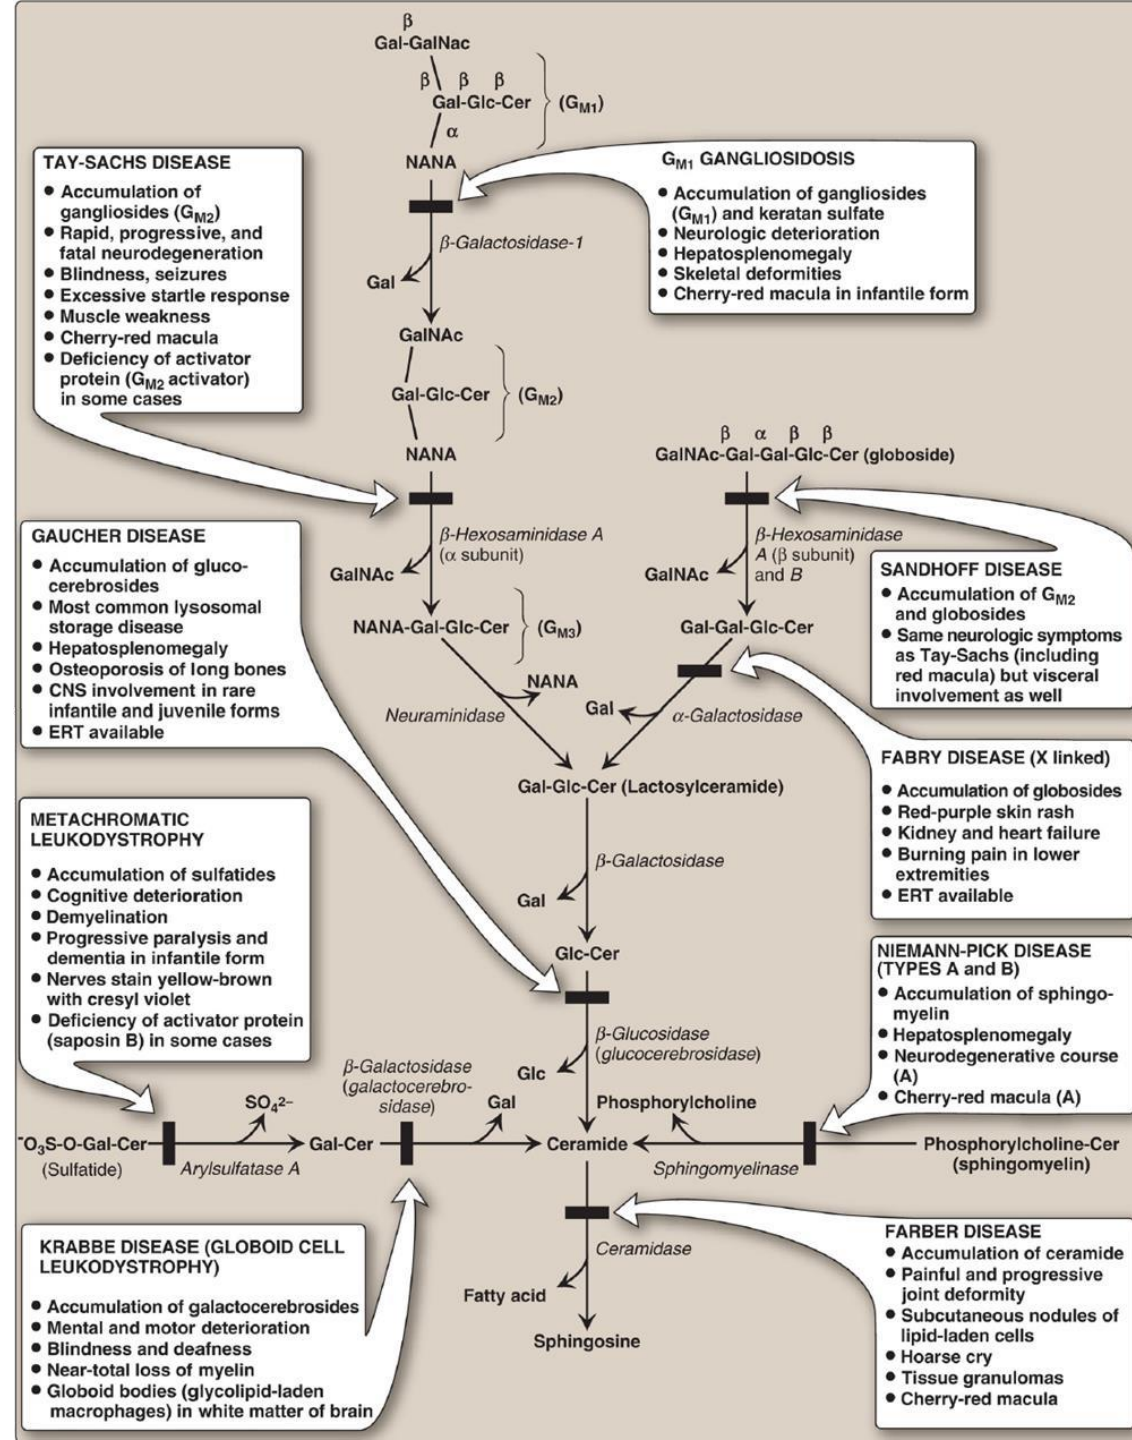 β
Gal-GalNac
β β β
Gal-Glc-Cer (GM1)
α
NANA
TAY-SACHS DISEASE
● Accumulation of
gangliosides (GM2)
● Rapid, progressive, and
fatal neurodegeneration
● Blindness, seizures
● Excessive startle response
● Muscle weakness
● Cherry-red macula
● Deficiency of activator
protein (GM2 activator)
in some cases
GM1 GANGLIOSIDOSIS
● Accumulation of gangliosides
(GM1) and keratan sulfate
● Neurologic deterioration
● Hepatosplenomegaly
● Skeletal deformities
● Cherry-red macula in infantile form
β-Galactosidase-1
Gal
GalNAc
Gal-Glc-Cer (GM2)
NANA
β α β β
GalNAc-Gal-Gal-Glc-Cer (globoside)
β-Hexosaminidase A
(α subunit)
GalNAc
NANA-Gal-Glc-Cer (GM3)
β-Hexosaminidase
A (β subunit)
and B
GalNAc
Gal-Gal-Glc-Cer
SANDHOFF DISEASE
● Accumulation of GM2
and globosides
● Same neurologic symptoms
as Tay-Sachs (including
red macula) but visceral
involvement as well
GAUCHER DISEASE
● Accumulation of gluco-
cerebrosides
● Most common lysosomal
storage disease
● Hepatosplenomegaly
● Osteoporosis of long bones
● CNS involvement in rare
infantile and juvenile forms
● ERT available
NANA
Neuraminidase
Gal
α-Galactosidase
FABRY DISEASE (X linked)
● Accumulation of globosides
● Red-purple skin rash
● Kidney and heart failure
● Burning pain in lower
extremities
● ERT available
Gal-Glc-Cer (Lactosylceramide)
β-Galactosidase
Gal
Glc-Cer
METACHROMATIC
LEUKODYSTROPHY
● Accumulation of sulfatides
● Cognitive deterioration
● Demyelination
● Progressive paralysis and
dementia in infantile form
● Nerves stain yellow-brown
with cresyl violet
● Deficiency of activator protein
(saposin B) in some cases
NIEMANN-PICK DISEASE
(TYPES A and B)
● Accumulation of sphingo-
myelin
● Hepatosplenomegaly
● Neurodegenerative course
(A)
● Cherry-red macula (A)
β-Glucosidase
(glucocerebrosidase)
Glc
β-Galactosidase
(galactocerebro-
sidase)
SO₄²⁻
Gal
Phosphorylcholine
⁻O₃S-O-Gal-Cer
(Sulfatide)
Arylsulfatase A
Gal-Cer
Ceramide
Sphingomyelinase
Phosphorylcholine-Cer
(sphingomyelin)
KRABBE DISEASE (GLOBOID CELL
LEUKODYSTROPHY)
● Accumulation of galactocerebrosides
● Mental and motor deterioration
● Blindness and deafness
● Near-total loss of myelin
● Globoid bodies (glycolipid-laden
macrophages) in white matter of brain
Ceramidase
Fatty acid
Sphingosine
FARBER DISEASE
● Accumulation of ceramide
● Painful and progressive
joint deformity
● Subcutaneous nodules of
lipid-laden cells
● Hoarse cry
● Tissue granulomas
● Cherry-red macula